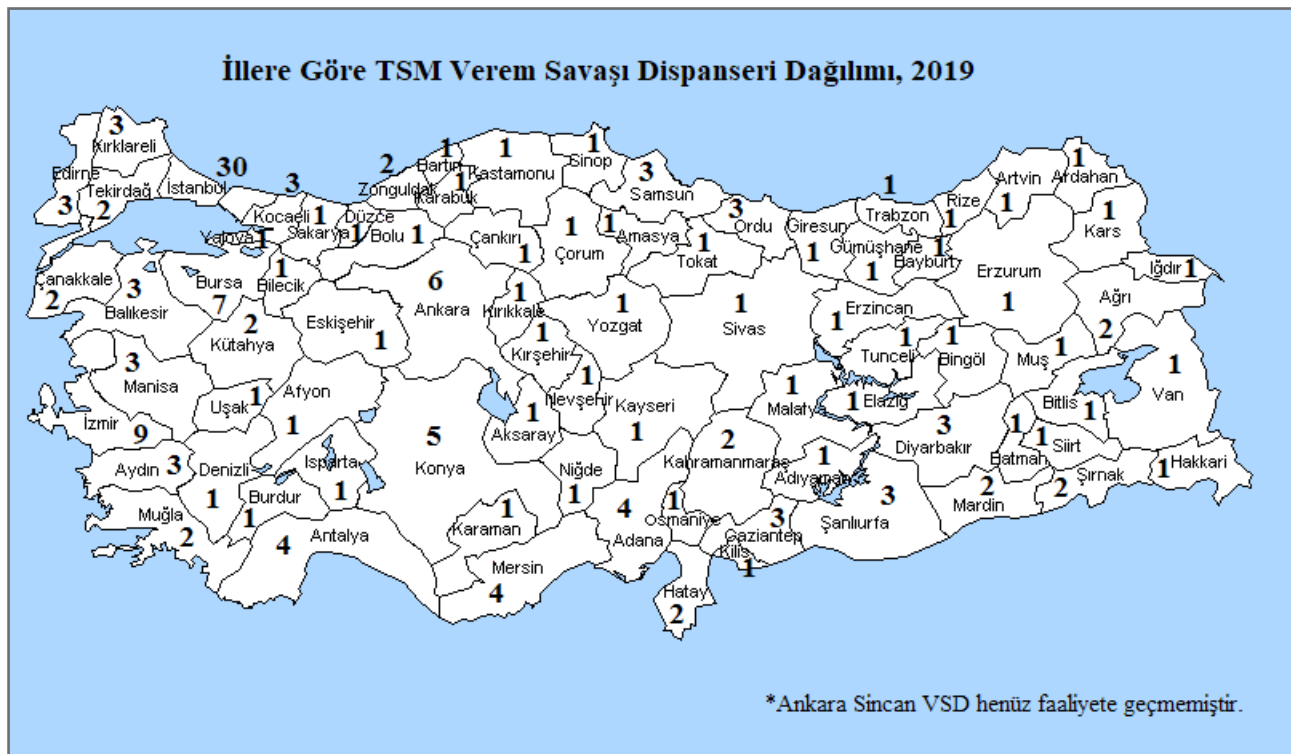 İllere Göre TSM Verem Savaşı Dispanseri Dağılımı, 2019
3
Kırklareli
Edirne
3
Tekirdağ
2
30
İstanbul
3
Kocaeli
1
Sakarya
Yalova
1
Düzce
1
2
Zonguldak
1
Bartın
1
Karabük
1
Kastamonu
1
Sinop
3
Samsun
Bolu
1
Çankırı
1
1
Çorum
1
Amasya
1
Tokat
3
Ordu
Giresun
1
1
Trabzon
Gümüşhane
1
Rize
1
1
Bayburt
Artvin
1
1
Ardahan
1
Kars
Iğdır
1
Ağrı
2
Erzurum
1
Erzincan
1
Çanakkale
2
3
Balıkesir
Bursa
7
1
Bilecik
2
Kütahya
Eskişehir
1
6
Ankara
1
Kırıkkale
1
Kırşehir
1
Yozgat
1
Sivas
1
Tunceli
1
Bingöl
1
Muş
1
Van
Bitlis
1
3
Manisa
Uşak
1
Afyon
1
İzmir
9
Aydın
3
Denizli
1
Isparta
1
Burdur
1
Muğla
2
4
Antalya
5
Konya
1
Karaman
1
Aksaray
1
Nevşehir
Niğde
1
Kayseri
1
2
Kahramanmaraş
1
Malatya
1
Elazığ
3
Diyarbakır
1
Batman
1
Siirt
2
Şırnak
1
Hakkari
2
Mardin
3
Şanlıurfa
1
Adıyaman
3
Gaziantep
Kilis
1
1
Osmaniye
4
Adana
Mersin
4
Hatay
2
*Ankara Sincan VSD henüz faaliyete geçmemiştir.